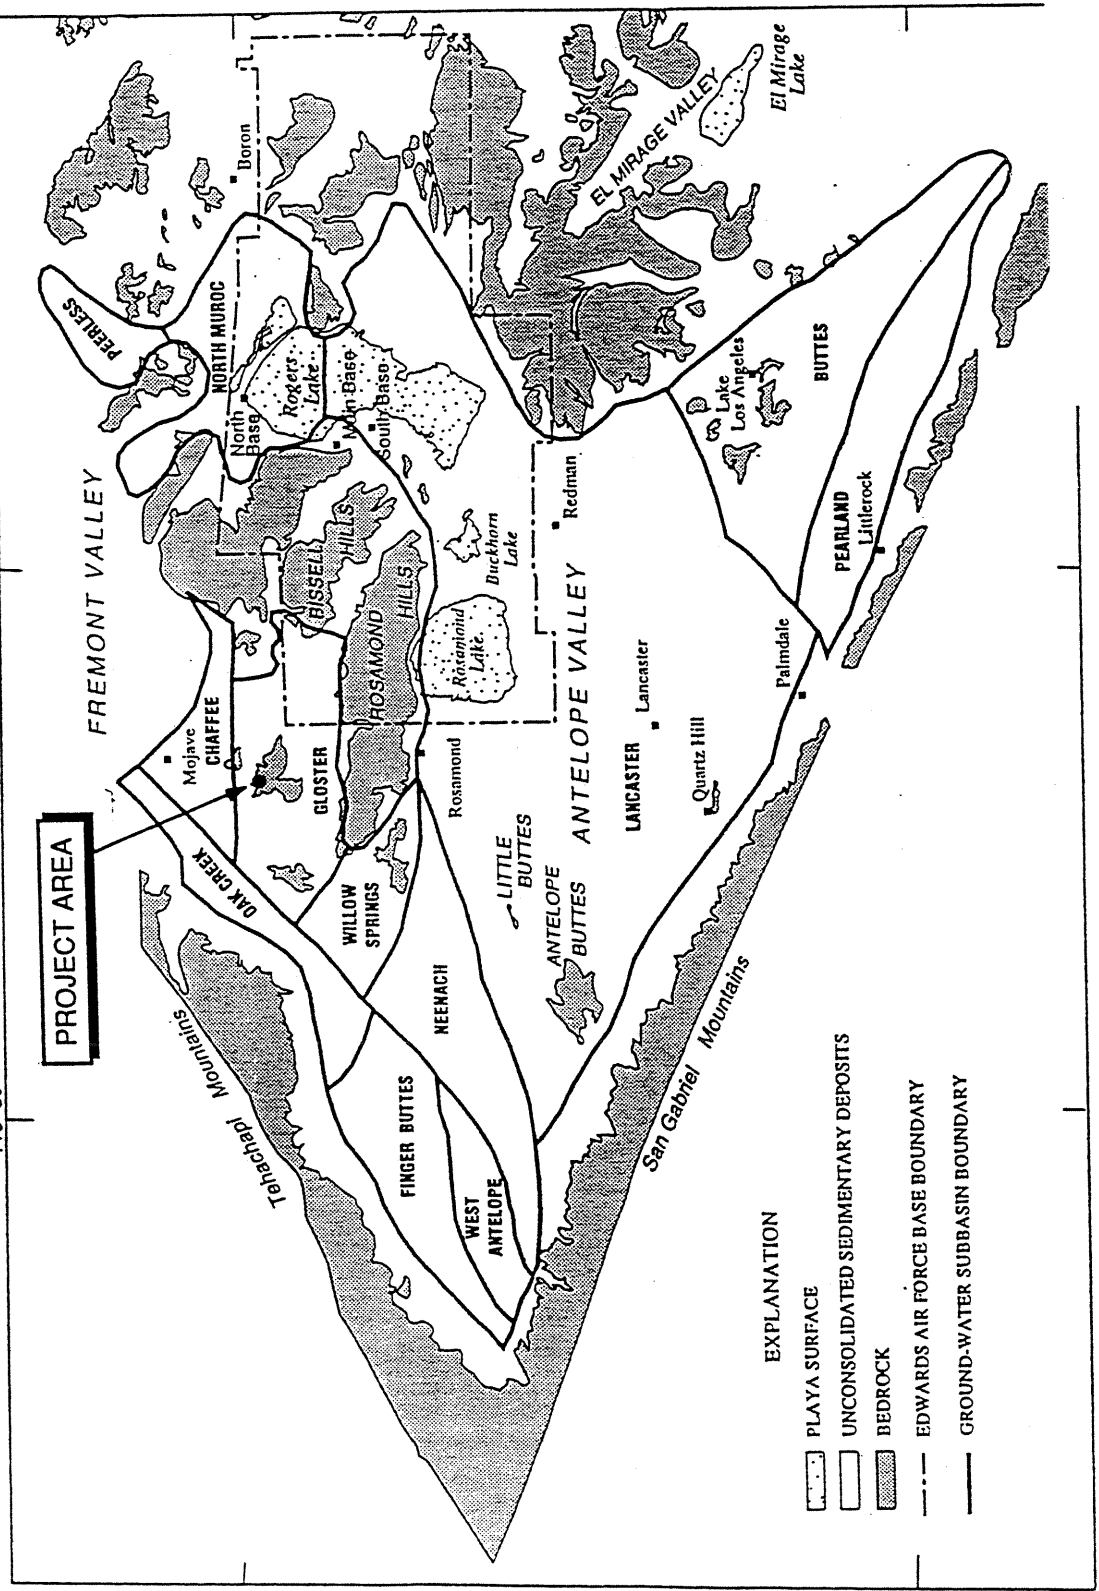 PROJECT AREA
FREMONT VALLEY
PEERLESS
NORTH MUROC
Boron
Mojave
CHAFFEE
OAK CREEK
GLOSTER
WILLOW
SPRINGS
Tehachapi Mountains
North
Base
Rogers
Lake
Main Base
South Base
BISSELL
HILLS
ROSAMOND
HILLS
Rosamond
Lake
Buckhorn
Lake
Redman
Rosamond
EL MIRAGE VALLEY
El Mirage
Lake
NEENACH
FINGER BUTTES
WEST
ANTELOPE
LITTLE
BUTTES
ANTELOPE
BUTTES
ANTELOPE VALLEY
LANCASTER
Lancaster
Quartz Hill
Palmdale
Lake
Los Angeles
BUTTES
PEARLAND
Littlerock
San Gabriel Mountains
EXPLANATION
PLAYA SURFACE
UNCONSOLIDATED SEDIMENTARY DEPOSITS
BEDROCK
EDWARDS AIR FORCE BASE BOUNDARY
GROUND-WATER SUBBASIN BOUNDARY